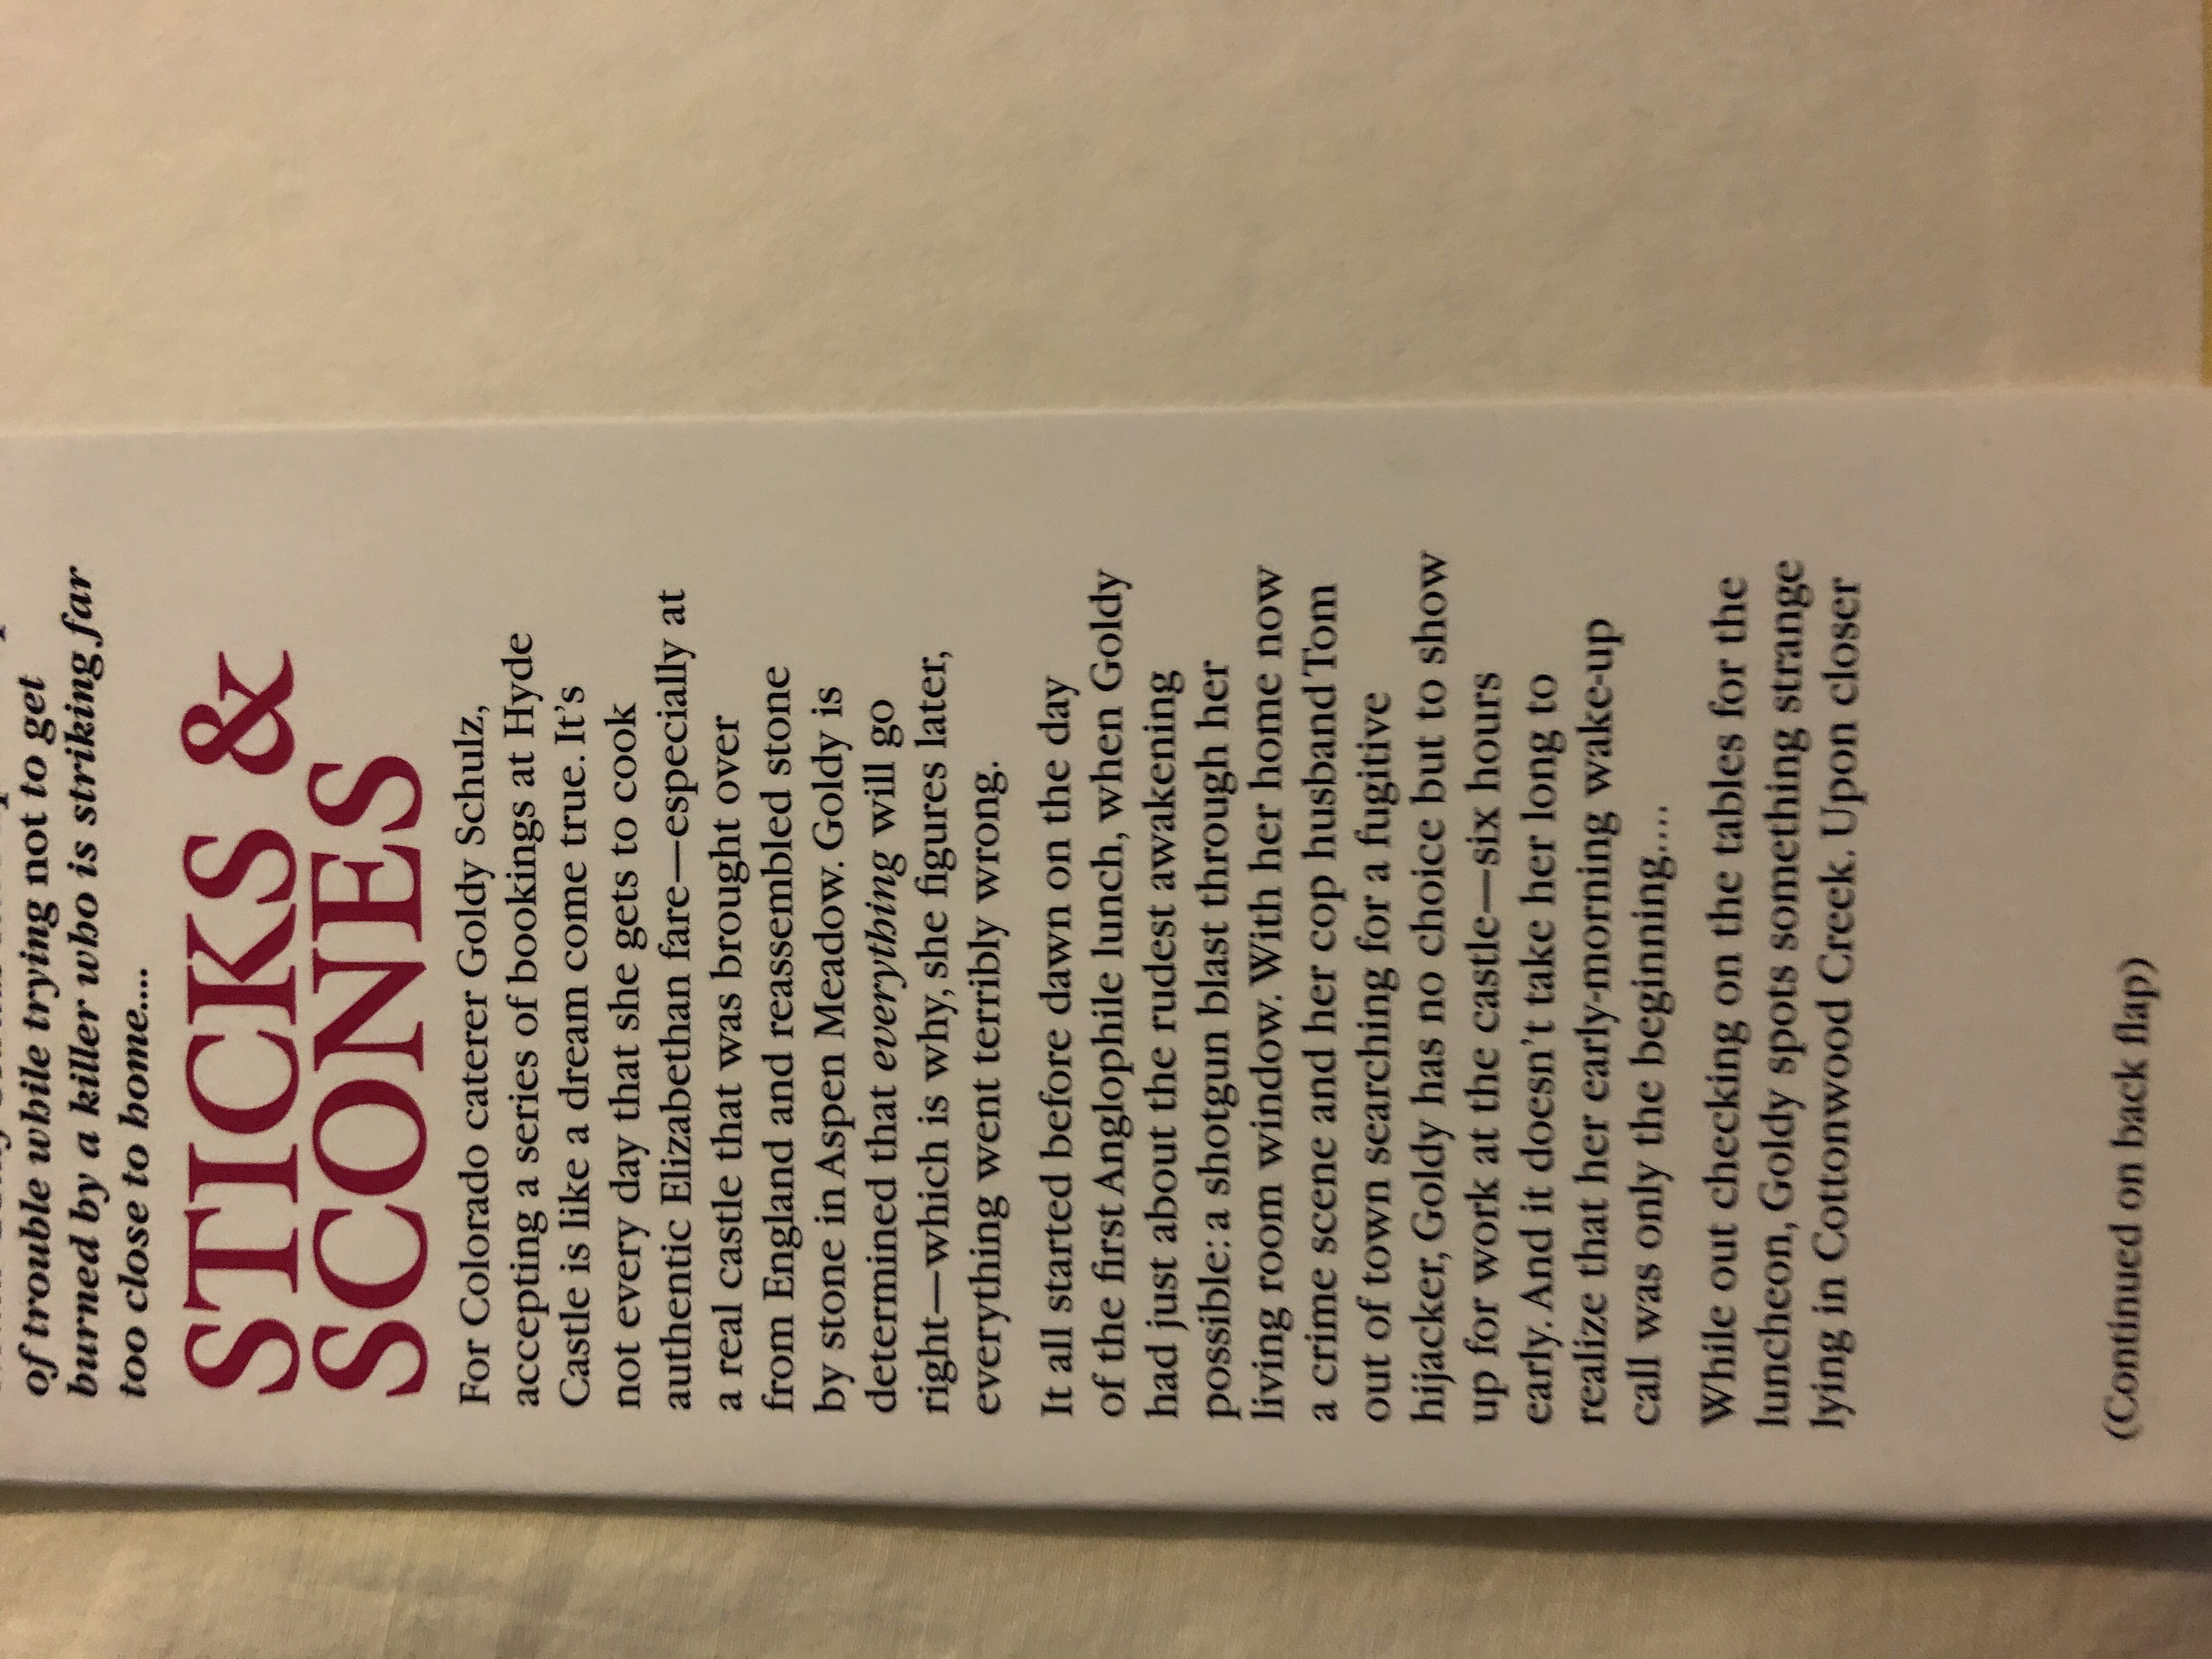 of trouble while trying not to get
burned by a killer who is striking far
too close to home....
STICKS &
SCONES
For Colorado caterer Goldy Schulz,
accepting a series of bookings at Hyde
Castle is like a dream come true. It's
not every day that she gets to cook
authentic Elizabethan fare—especially at
a real castle that was brought over
from England and reassembled stone
by stone in Aspen Meadow. Goldy is
determined that everything will go
right—which is why, she figures later,
everything went terribly wrong.
It all started before dawn on the day
of the first Anglophile lunch, when Goldy
had just about the rudest awakening
possible: a shotgun blast through her
living room window. With her home now
a crime scene and her cop husband Tom
out of town searching for a fugitive
hijacker, Goldy has no choice but to show
up for work at the castle—six hours
early. And it doesn't take her long to
realize that her early-morning wake-up
call was only the beginning....
While out checking on the tables for the
luncheon, Goldy spots something strange
lying in Cottonwood Creek. Upon closer
(Continued on back flap)